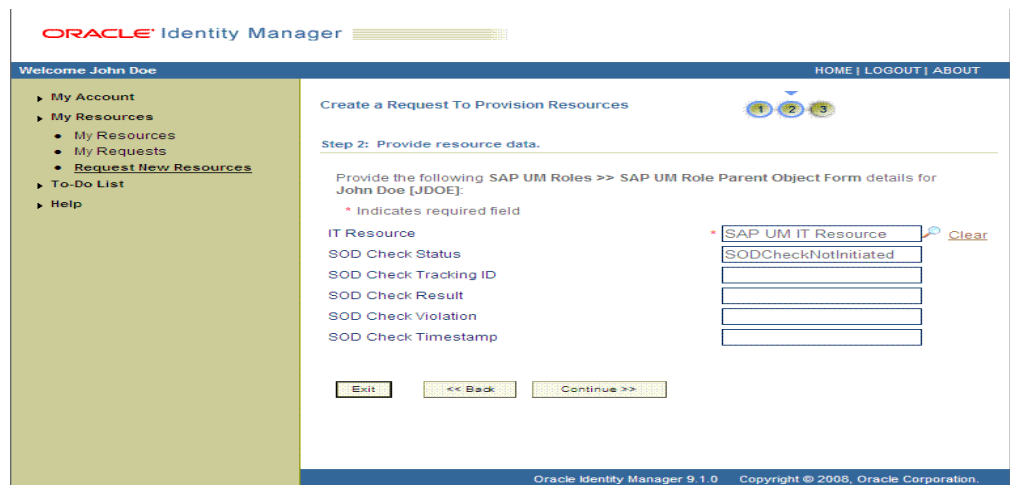 ORACLE Identity Manager
Welcome John Doe
HOME | LOGOUT | ABOUT
My Account
My Resources
My Resources
My Requests
Request New Resources
To-Do List
Help
Create a Request To Provision Resources
1 2 3
Step 2: Provide resource data.
Provide the following SAP UM Roles >> SAP UM Role Parent Object Form details for
John Doe [JDOE]:
* Indicates required field
IT Resource * SAP UM IT Resource Clear
SOD Check Status SODCheckNotInitiated
SOD Check Tracking ID
SOD Check Result
SOD Check Violation
SOD Check Timestamp
Exit << Back Continue >>
Oracle Identity Manager 9.1.0 Copyright © 2008, Oracle Corporation.